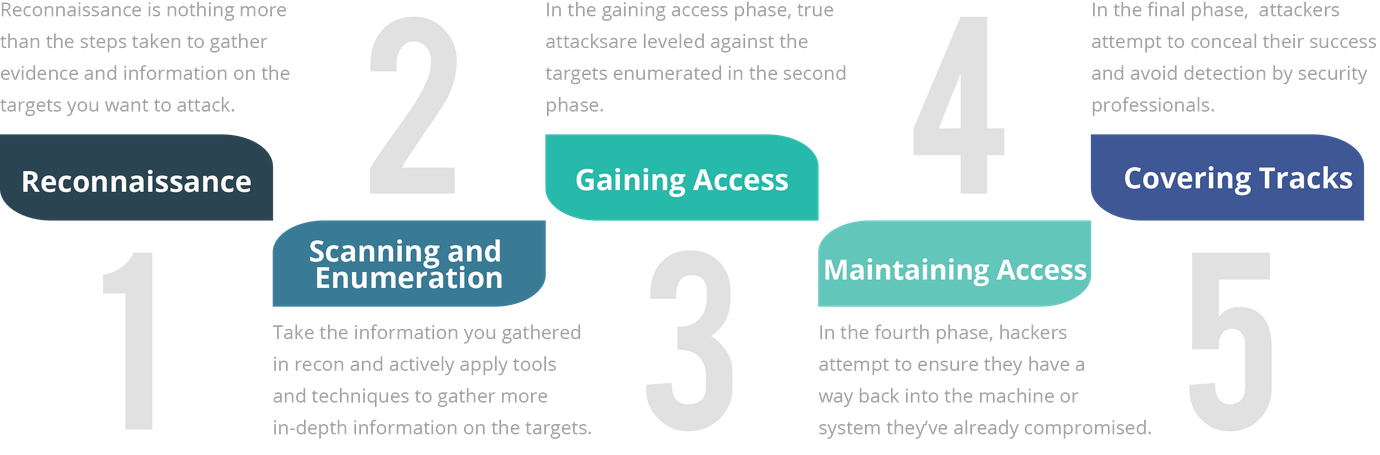 Reconnaissance is nothing more
than the steps taken to gather
evidence and information on the
targets you want to attack.
Reconnaissance
1
2
Scanning and
Enumeration
Take the information you gathered
in recon and actively apply tools
and techniques to gather more
in-depth information on the targets.
In the gaining access phase, true
attacksare leveled against the
targets enumerated in the second
phase.
Gaining Access
3
4
Maintaining Access
In the fourth phase, hackers
attempt to ensure they have a
way back into the machine or
system they’ve already compromised.
In the final phase,  attackers
attempt to conceal their success
and avoid detection by security
professionals.
Covering Tracks
5